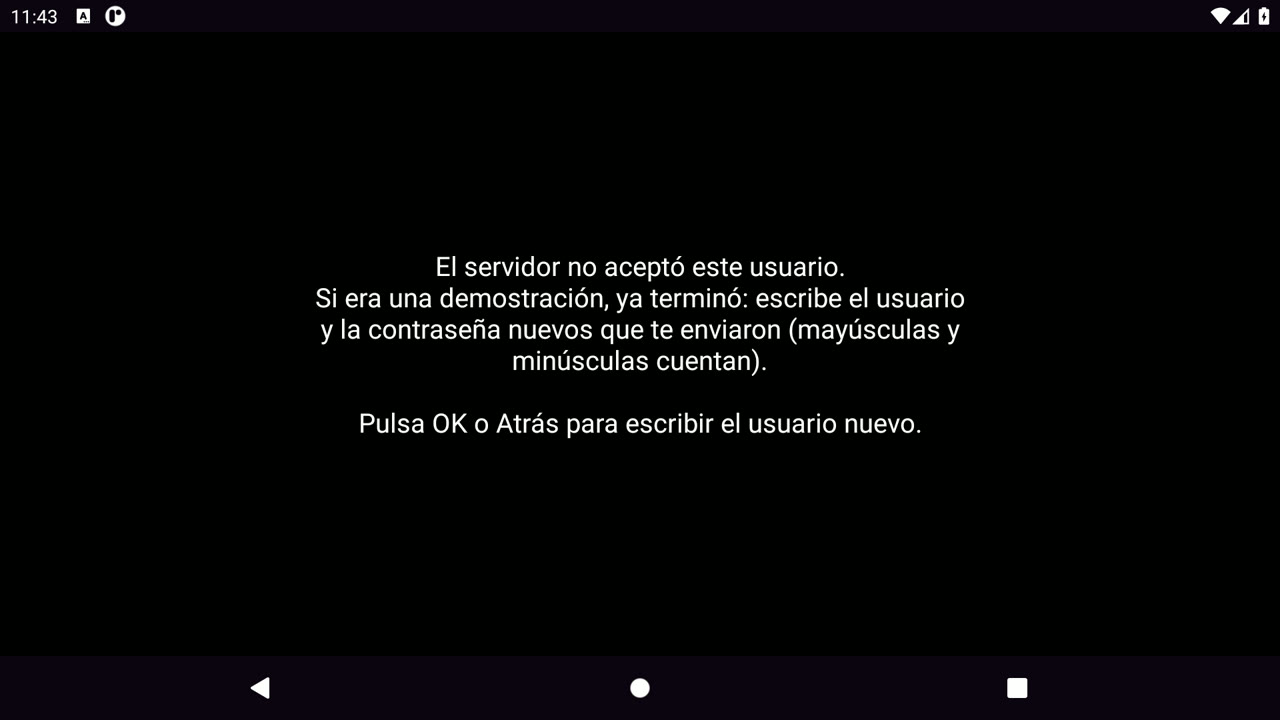 11:43
El servidor no aceptó este usuario.
Si era una demostración, ya terminó: escribe el usuario
y la contraseña nuevos que te enviaron (mayúsculas y
minúsculas cuentan).
Pulsa OK o Atrás para escribir el usuario nuevo.